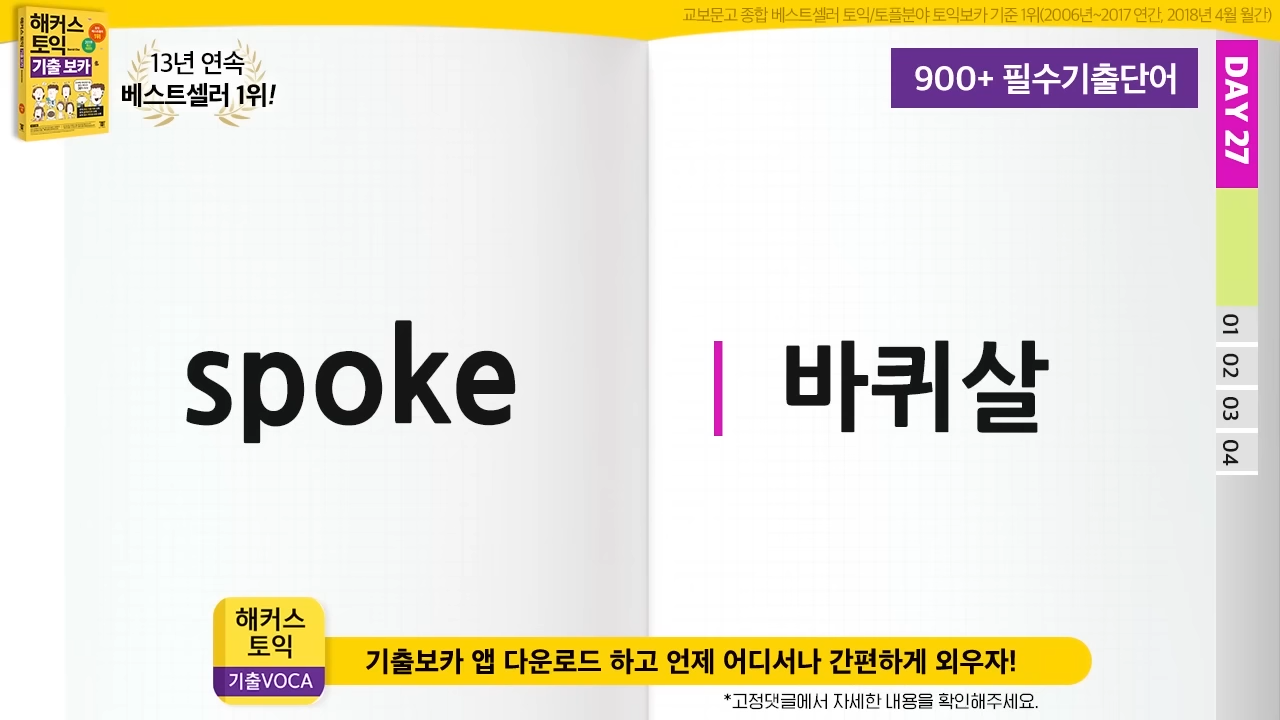 교보문고 종합 베스트셀러 토익/토플분야 토익보카 기준 1위(2006년~2017 연간, 2018년 4월 월간)
해커스
토익
기출 보카
13년 연속
베스트셀러 1위!
900+ 필수기출단어
DAY 27
01
02
03
04
spoke
바퀴살
해커스
토익
기출VOCA
기출보카 앱 다운로드 하고 언제 어디서나 간편하게 외우자!
*고정댓글에서 자세한 내용을 확인해주세요.